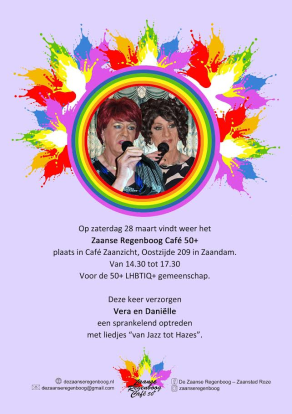 Op zaterdag 28 maart vindt weer het
Zaanse Regenboog Café 50+
plaats in Café Zaanzicht, Oostzijde 209 in Zaandam.
Van 14.30 tot 17.30
Voor de 50+ LHBTIQ+ gemeenschap.
Deze keer verzorgen
Vera en Daniëlle
een sprankelend optreden
met liedjes “van Jazz tot Hazes”.
dezaanseregenboog.nl
dezaanseregenboog@gmail.com
Zaanse
Regenboog
Café 50+
De Zaanse Regenboog – Zaanstad Roze
@dezaanseregenboog